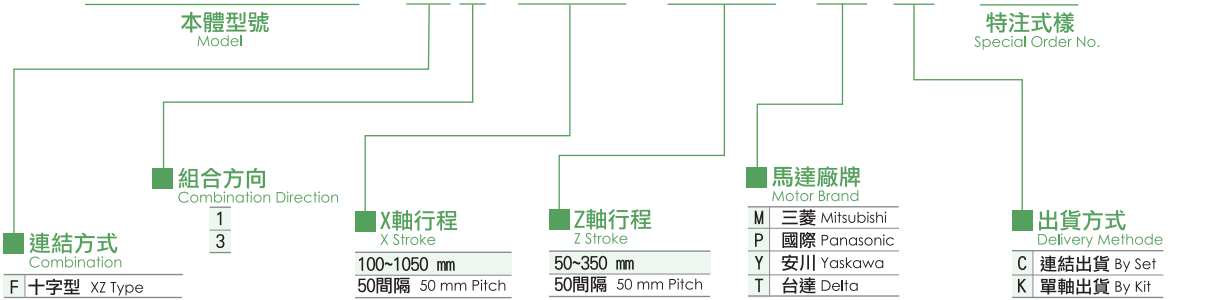 本體型號
Model
特注式樣
Special Order No.
連結方式
Combination
F 十字型 XZ Type
組合方向
Combination Direction
1
3
X軸行程
X Stroke
100~1050 mm
50間隔 50 mm Pitch
Z軸行程
Z Stroke
50~350 mm
50間隔 50 mm Pitch
馬達廠牌
Motor Brand
M 三菱 Mitsubishi
P 國際 Panasonic
Y 安川 Yaskawa
T 台達 Delta
出貨方式
Delivery Methode
C 連結出貨 By Set
K 單軸出貨 By Kit